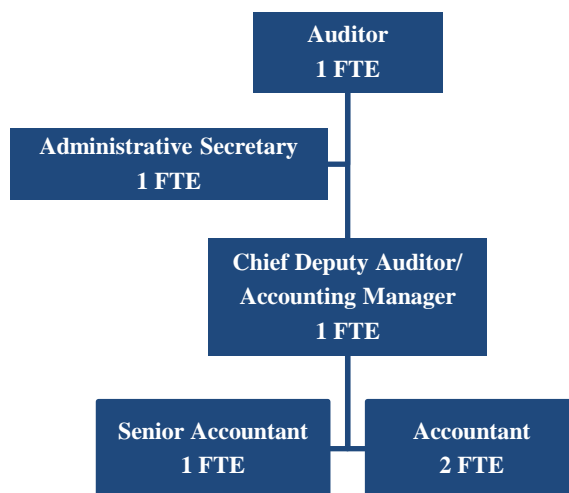 Auditor
1 FTE
Administrative Secretary
1 FTE
Chief Deputy Auditor/
Accounting Manager
1 FTE
Senior Accountant
1 FTE
Accountant
2 FTE